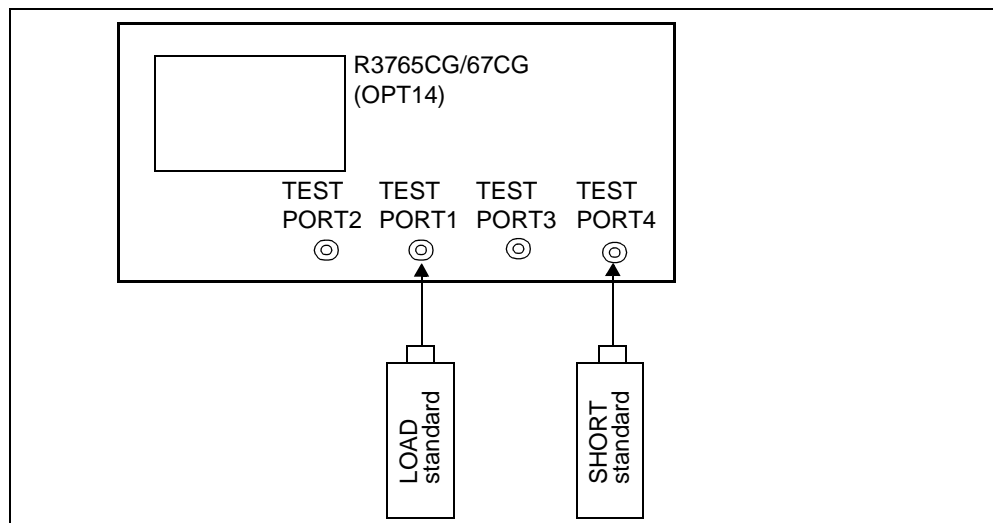 R3765CG/67CG
(OPT14)
TEST TEST TEST TEST
PORT2 PORT1 PORT3 PORT4
LOAD
standard
SHORT
standard